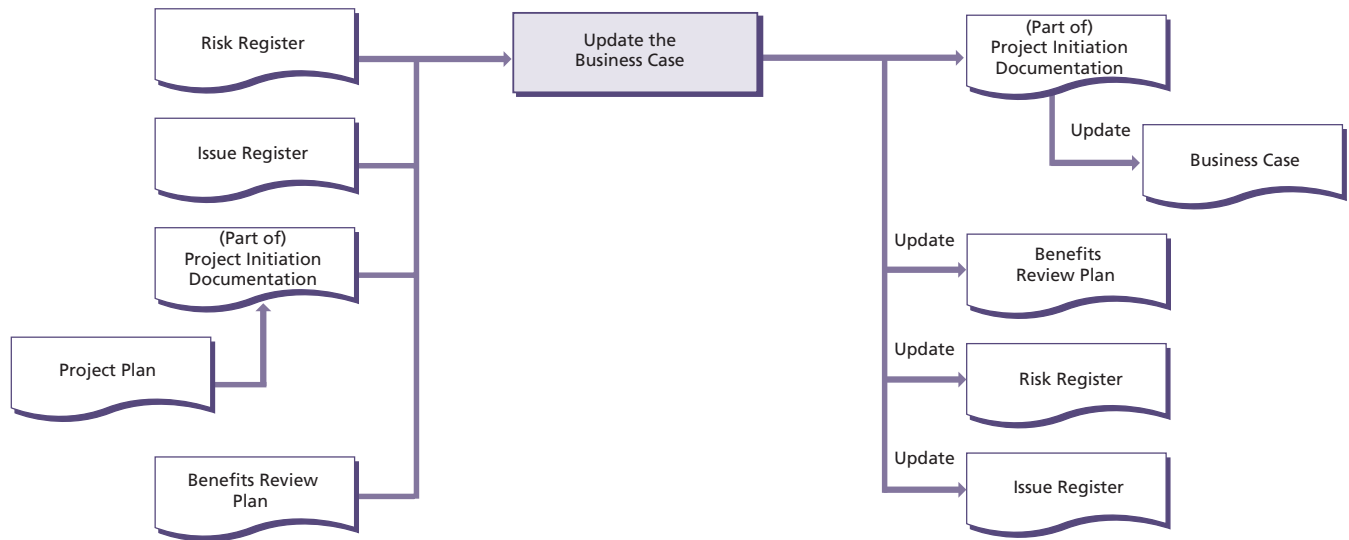 Risk Register
Issue Register
(Part of)
Project Initiation
Documentation
Project Plan
Benefits Review
Plan
Update the
Business Case
(Part of)
Project Initiation
Documentation
Update
Business Case
Update
Benefits
Review Plan
Update
Risk Register
Update
Issue Register